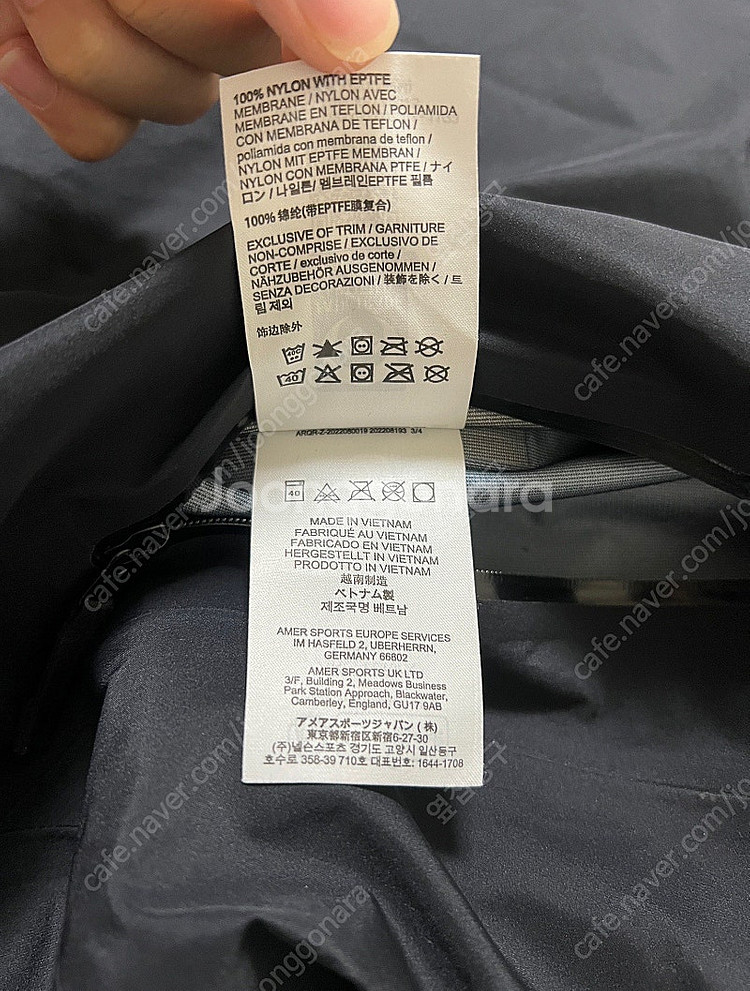 100% NYLON WITH EPTFE
MEMBRANE / NYLON AVEC
MEMBRANE EN TEFLON / POLIAMIDA
CON MEMBRANA DE TEFLON /
poliamida con membrana de teflon /
NYLON MIT EPTFE MEMBRAN /
NYLON CON MEMBRANA PTFE / ナイ
ロン / 나일론/ 멤브레인EPTFE 필름
100% 锦纶(带EPTFE膜复合)
EXCLUSIVE OF TRIM / GARNITURE
NON-COMPRISE / EXCLUSIVO DE
CORTE / exclusivo de corte /
NÄHZUBEHÖR AUSGENOMMEN /
SENZA DECORAZIONI / 装飾を除く / 트
림 제외
饰边除外
40C
40
ARQR-Z-2022080019 202208193 3/4
40
Joonggonara
MADE IN VIETNAM
FABRIQUÉ AU VIETNAM
FABRICADO EN VIETNAM
HERGESTELLT IN VIETNAM
PRODOTTO IN VIETNAM
越南制造
ベトナム製
제조국명 베트남
AMER SPORTS EUROPE SERVICES
IM HASFELD 2, UBERHERRN,
GERMANY 66802
AMER SPORTS UK LTD
3/F, Building 2, Meadows Business
Park Station Approach, Blackwater,
Camberley, England, GU17 9AB
アメアスポーツジャパン ( 株)
東京都新宿区新宿6-27-30
(주)넬슨스포츠 경기도 고양시 일산동구
호수로 358-39 710호 대표번호: 1644-1708
cafe.naver.com/joonggonara